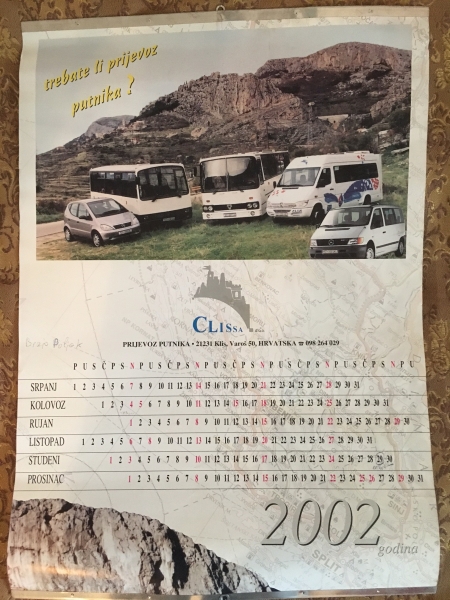 trebate li prijevoz
putnika ?
CLISsa d.o.o.
PRIJEVOZ PUTNIKA • 21231 Klis, Varoš 50, HRVATSKA ☎ 098 264 029
P U S Č P S N P U S Č P S N P U S Č P S N P U S Č P S N P U S Č P S N P U
SRPANJ 1 2 3 4 5 6 7 8 9 10 11 12 13 14 15 16 17 18 19 20 21 22 23 24 25 26 27 28 29 30 31
KOLOVOZ 1 2 3 4 5 6 7 8 9 10 11 12 13 14 15 16 17 18 19 20 21 22 23 24 25 26 27 28 29 30 31
RUJAN 1 2 3 4 5 6 7 8 9 10 11 12 13 14 15 16 17 18 19 20 21 22 23 24 25 26 27 28 29 30
LISTOPAD 1 2 3 4 5 6 7 8 9 10 11 12 13 14 15 16 17 18 19 20 21 22 23 24 25 26 27 28 29 30 31
STUDENI 1 2 3 4 5 6 7 8 9 10 11 12 13 14 15 16 17 18 19 20 21 22 23 24 25 26 27 28 29 30
PROSINAC 1 2 3 4 5 6 7 8 9 10 11 12 13 14 15 16 17 18 19 20 21 22 23 24 25 26 27 28 29 30 31
2002
godina
SPLIT